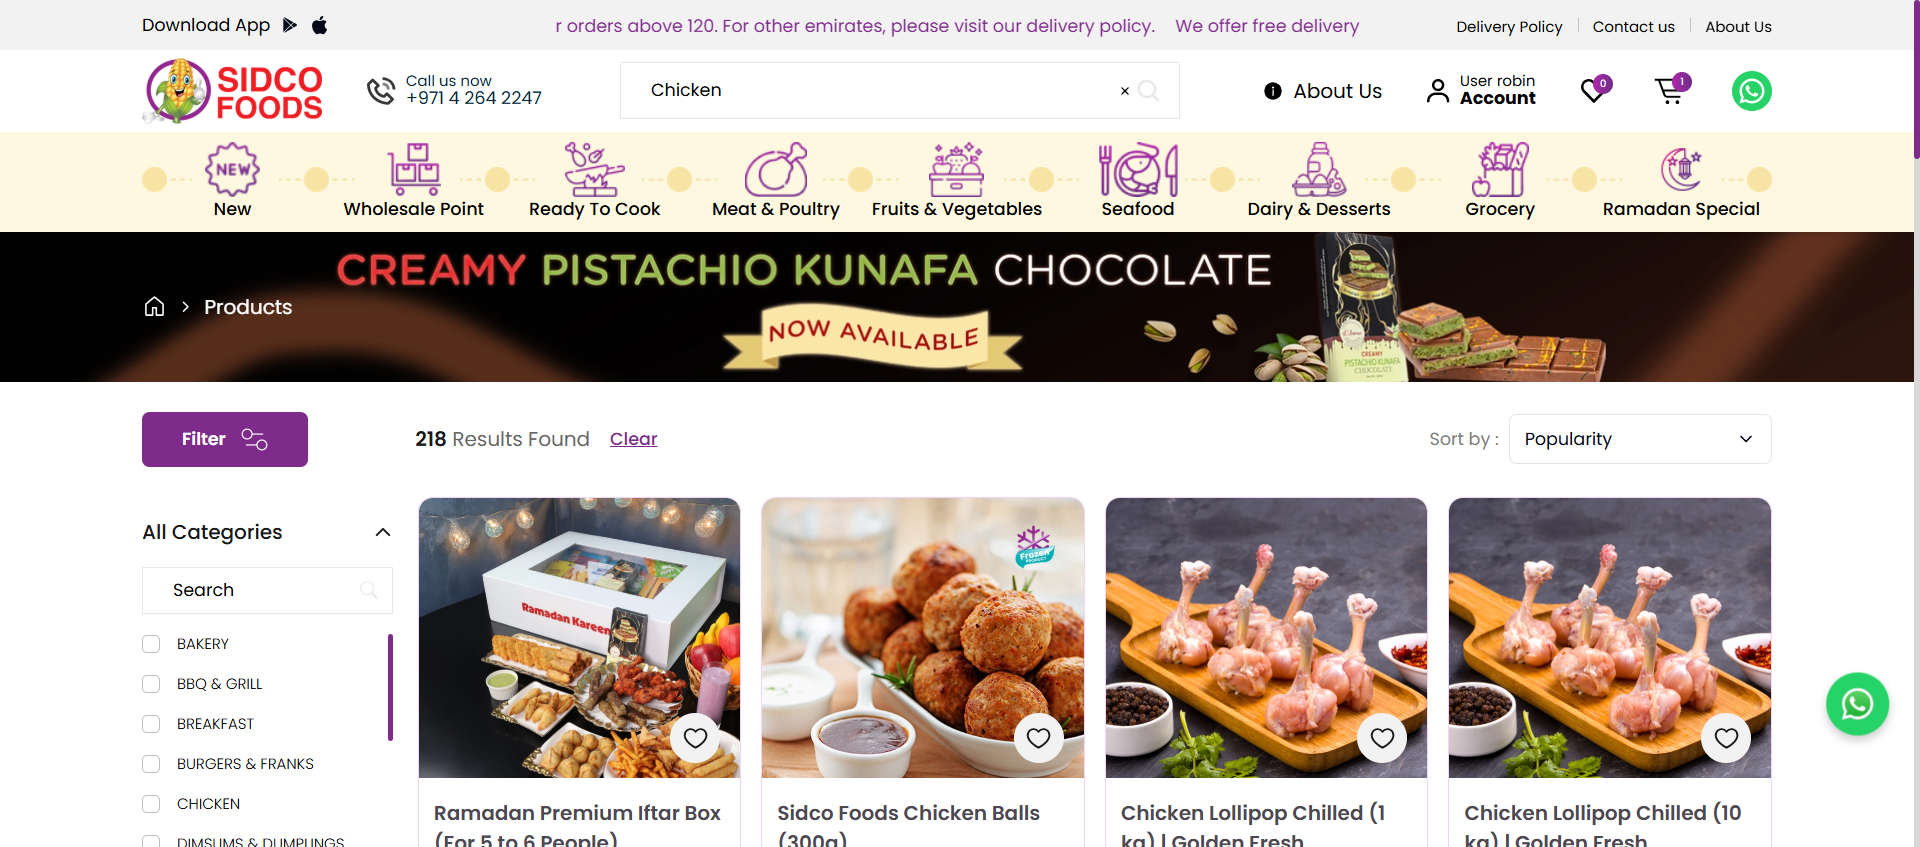 Download App
r orders above 120. For other emirates, please visit our delivery policy. We offer free delivery
Delivery Policy
Contact us
About Us
SIDCO
FOODS
Call us now
+971 4 264 2247
Chicken
×
About Us
User robin
Account
0
1
NEW
New
Wholesale Point
Ready To Cook
Meat & Poultry
Fruits & Vegetables
Seafood
Dairy & Desserts
Grocery
Ramadan Special
CREAMY PISTACHIO KUNAFA CHOCOLATE
NOW AVAILABLE
CREAMY
PISTACHIO KUNAFA
CHOCOLATE
Products
Filter
218 Results Found
Clear
Sort by :
Popularity
All Categories
Search
BAKERY
BBQ & GRILL
BREAKFAST
BURGERS & FRANKS
CHICKEN
DIMSUMS & DUMPLINGS
Ramadan Kareem
Frozen
PRODUCT
Ramadan Premium Iftar Box
(For 5 to 6 People)
Sidco Foods Chicken Balls
(300g)
Chicken Lollipop Chilled (1
kg) | Golden Fresh
Chicken Lollipop Chilled (10
kg) | Golden Fresh